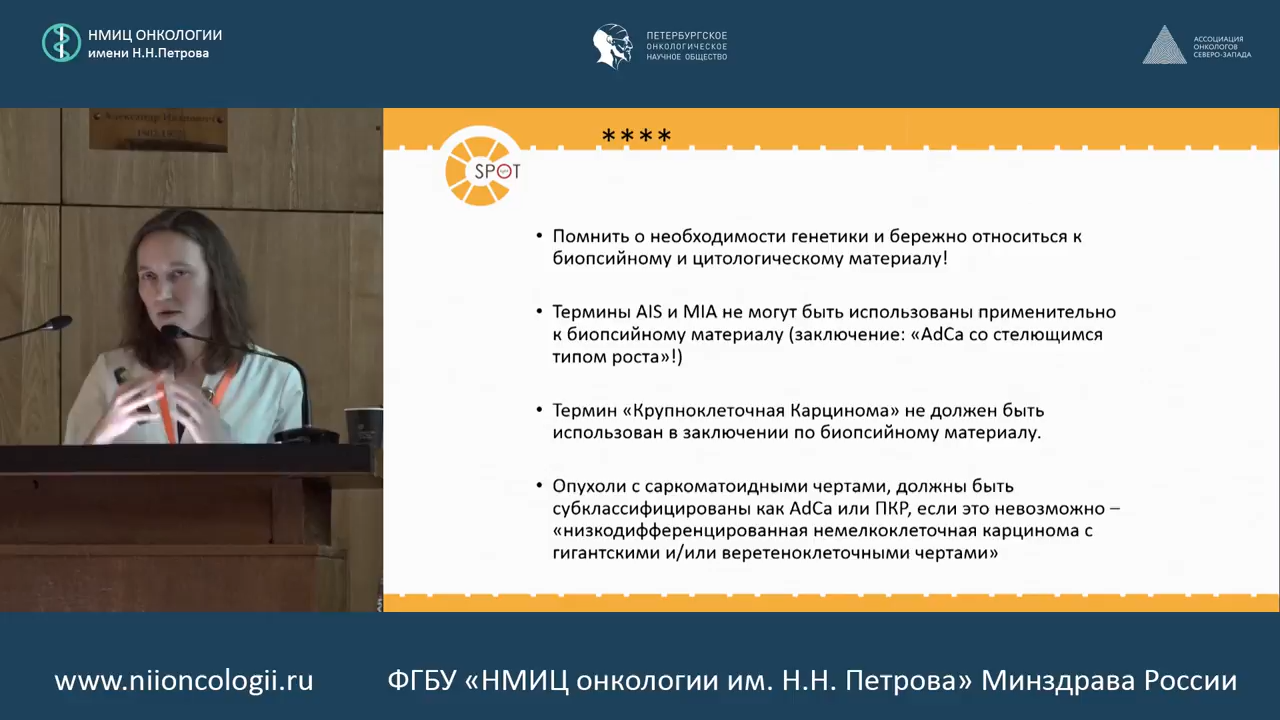 НМИЦ ОНКОЛОГИИ
имени Н.Н.Петрова
ПЕТЕРБУРГСКОЕ
ОНКОЛОГИЧЕСКОЕ
НАУЧНОЕ ОБЩЕСТВО
АССОЦИАЦИЯ
ОНКОЛОГОВ
СЕВЕРО-ЗАПАДА
****
SPOT
• Помнить о необходимости генетики и бережно относиться к
биопсийному и цитологическому материалу!
• Термины AIS и MIA не могут быть использованы применительно
к биопсийному материалу (заключение: «AdCa со стелющимся
типом роста»!)
• Термин «Крупноклеточная Карцинома» не должен быть
использован в заключении по биопсийному материалу.
• Опухоли с саркоматоидными чертами, должны быть
субклассифицированы как AdCa или ПКР, если это невозможно –
«низкодифференцированная немелкоклеточная карцинома с
гигантскими и/или веретеноклеточными чертами»
www.niioncologii.ru
ФГБУ «НМИЦ онкологии им. Н.Н. Петрова» Минздрава России